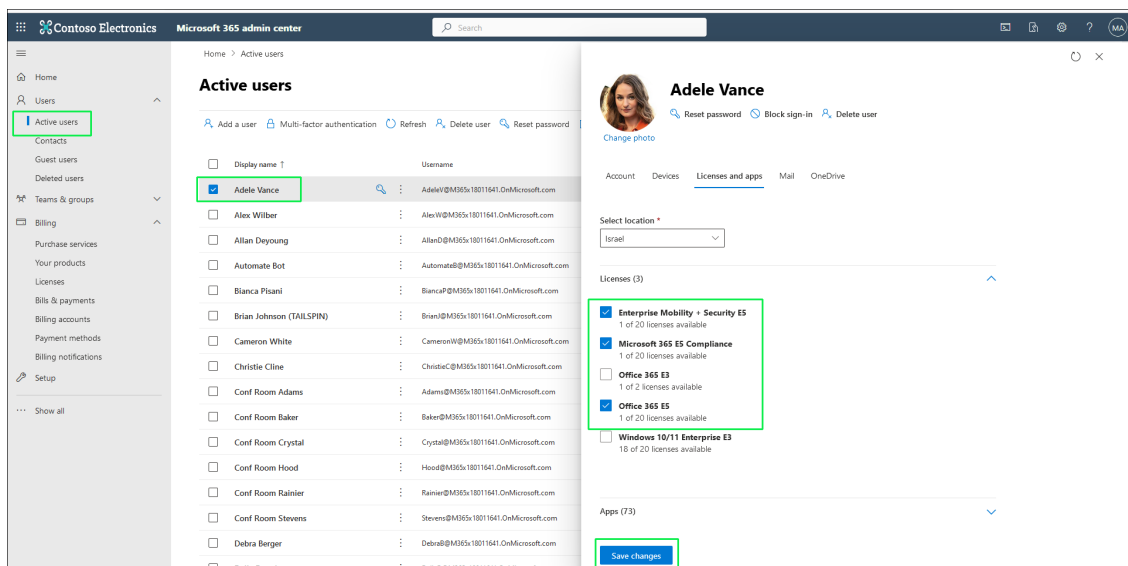 Contoso Electronics
Microsoft 365 admin center
Search
MA
Home
Users
Active users
Contacts
Guest users
Deleted users
Teams & groups
Billing
Purchase services
Your products
Licenses
Bills & payments
Billing accounts
Payment methods
Billing notifications
Setup
Show all
Home > Active users
Active users
Add a user
Multi-factor authentication
Refresh
Delete user
Reset password
Display name ↑ Username
Adele Vance AdeleV@M365x18011641.OnMicrosoft.com
Alex Wilber AlexW@M365x18011641.OnMicrosoft.com
Allan Deyoung AllanD@M365x18011641.OnMicrosoft.com
Automate Bot AutomateB@M365x18011641.OnMicrosoft.com
Bianca Pisani BiancaP@M365x18011641.OnMicrosoft.com
Brian Johnson (TAILSPIN) BrianJ@M365x18011641.OnMicrosoft.com
Cameron White CameronW@M365x18011641.OnMicrosoft.com
Christie Cline ChristieC@M365x18011641.OnMicrosoft.com
Conf Room Adams Adams@M365x18011641.OnMicrosoft.com
Conf Room Baker Baker@M365x18011641.OnMicrosoft.com
Conf Room Crystal Crystal@M365x18011641.OnMicrosoft.com
Conf Room Hood Hood@M365x18011641.OnMicrosoft.com
Conf Room Rainier Rainier@M365x18011641.OnMicrosoft.com
Conf Room Stevens Stevens@M365x18011641.OnMicrosoft.com
Debra Berger DebraB@M365x18011641.OnMicrosoft.com
Adele Vance
Reset password
Block sign-in
Delete user
Change photo
Account
Devices
Licenses and apps
Mail
OneDrive
Select location *
Israel
Licenses (3)
Enterprise Mobility + Security E5
1 of 20 licenses available
Microsoft 365 E5 Compliance
1 of 20 licenses available
Office 365 E3
1 of 2 licenses available
Office 365 E5
1 of 20 licenses available
Windows 10/11 Enterprise E3
18 of 20 licenses available
Apps (73)
Save changes